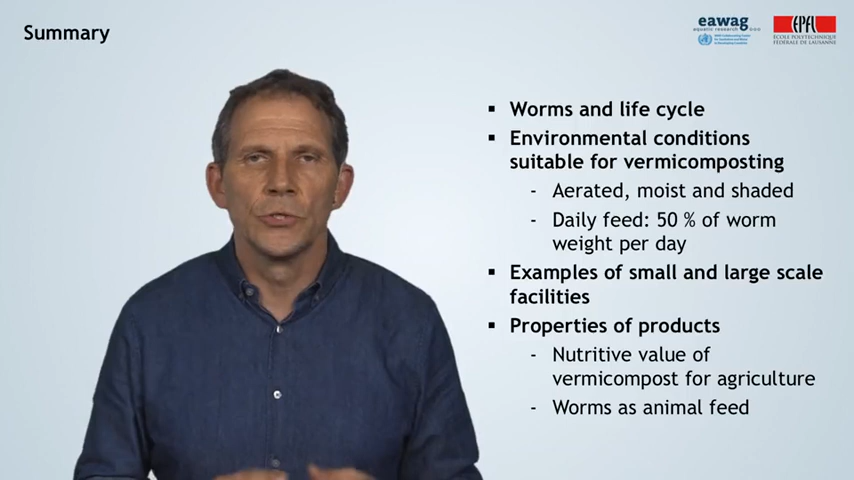 Summary
eawag
aquatic research
EPFL
ÉCOLE POLYTECHNIQUE
FÉDÉRALE DE LAUSANNE
▪ Worms and life cycle
▪ Environmental conditions
suitable for vermicomposting
- Aerated, moist and shaded
- Daily feed: 50 % of worm
weight per day
▪ Examples of small and large scale
facilities
▪ Properties of products
- Nutritive value of
vermicompost for agriculture
- Worms as animal feed